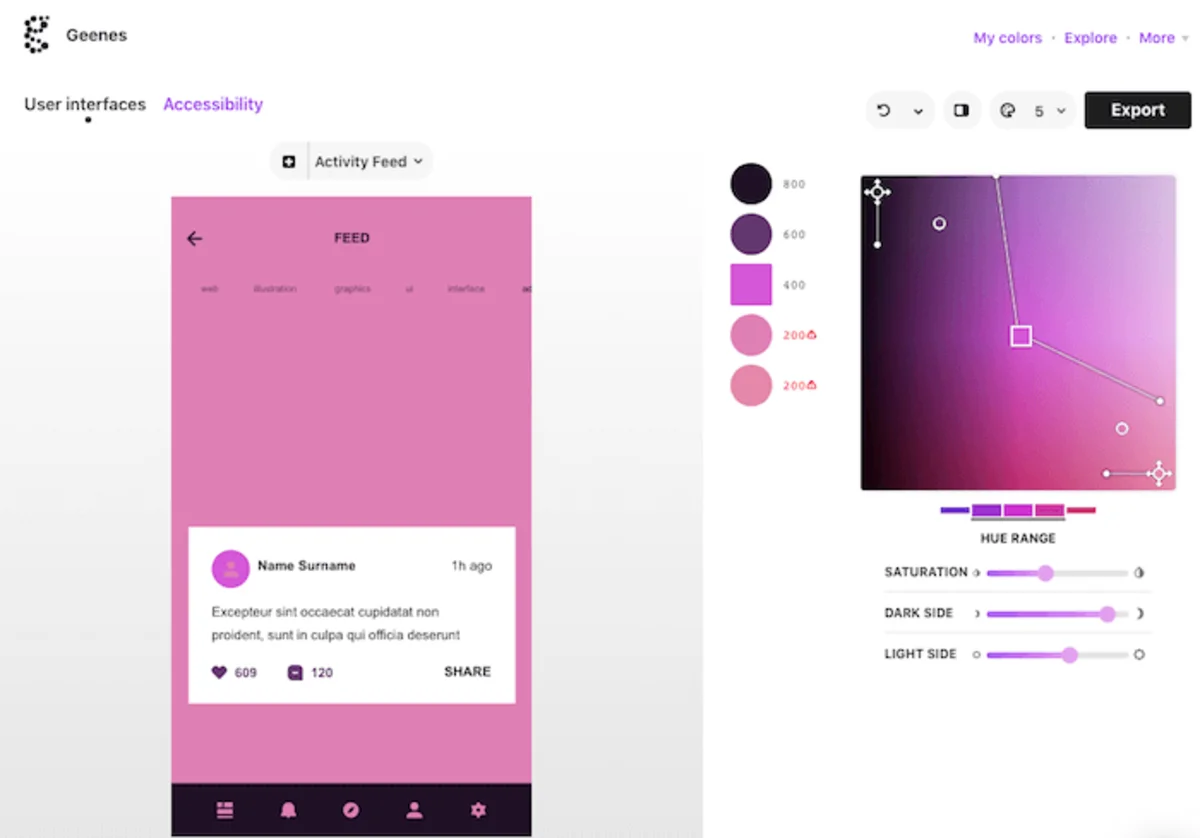 Geenes
My colors · Explore · More
User interfaces Accessibility
5
Export
Activity Feed
FEED
web illustration graphics ui interface ad
Name Surname 1h ago
Excepteur sint occaecat cupidatat non
proident, sunt in culpa qui officia deserunt
609 120 SHARE
800
600
400
200
200
HUE RANGE
SATURATION
DARK SIDE
LIGHT SIDE